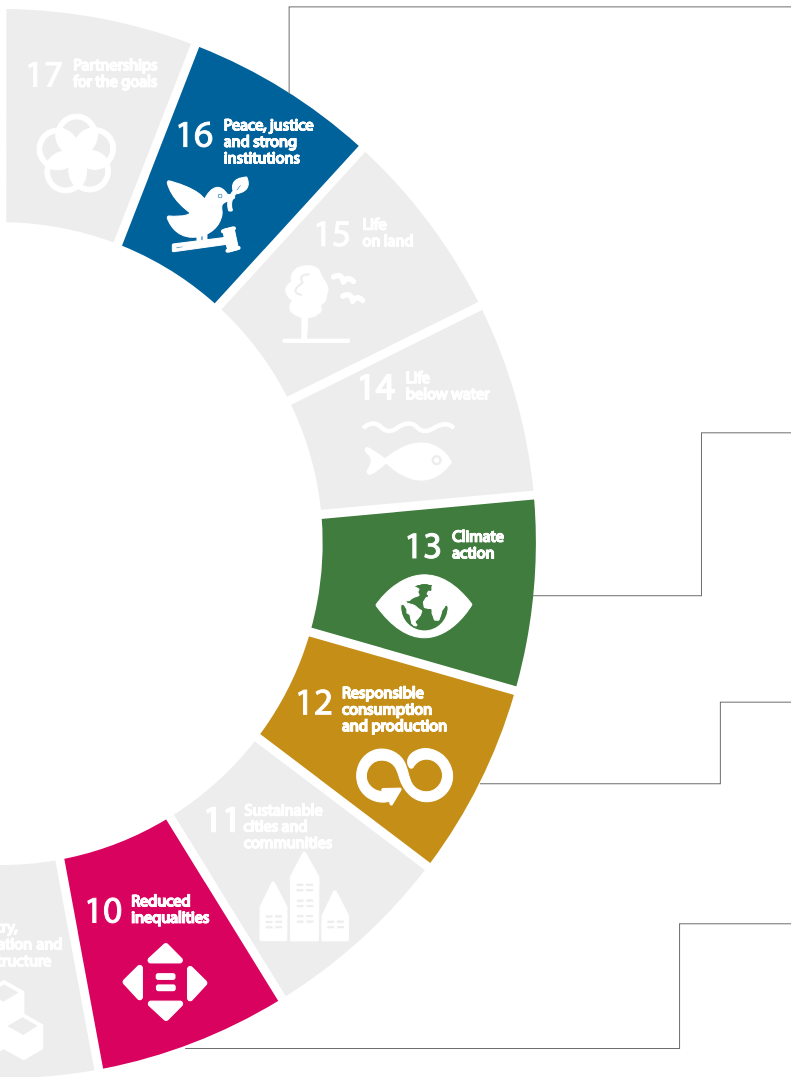 17 Partnerships
for the goals
16 Peace, justice
and strong
institutions
15 Life
on land
14 Life
below water
13 Climate
action
12 Responsible
consumption
and production
11 Sustainable
cities and
communities
10 Reduced
inequalities
try,
ation and
tructure